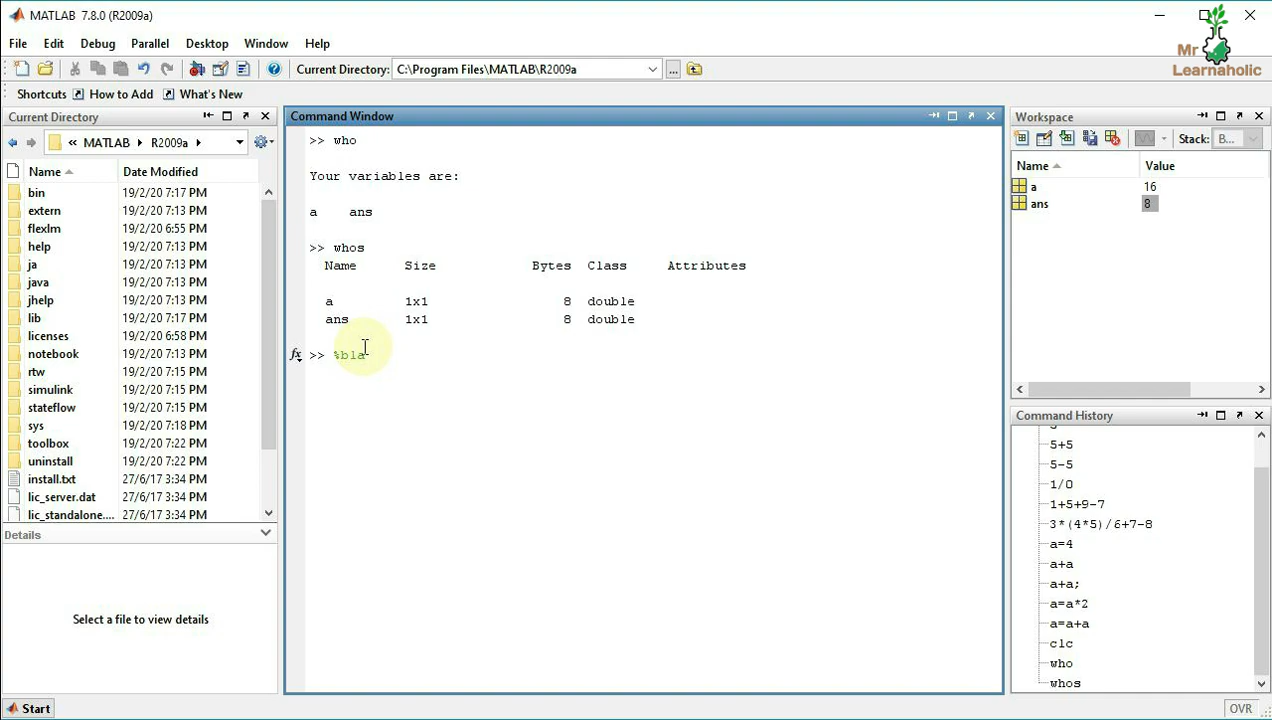 MATLAB 7.8.0 (R2009a)
Mr
Learnaholic
File Edit Debug Parallel Desktop Window Help
Current Directory: C:\Program Files\MATLAB\R2009a ...
Shortcuts How to Add What's New
Current Directory
« MATLAB R2009a
Name Date Modified
bin 19/2/20 7:17 PM
extern 19/2/20 7:13 PM
flexlm 19/2/20 6:55 PM
help 19/2/20 7:13 PM
ja 19/2/20 7:13 PM
java 19/2/20 7:13 PM
jhelp 19/2/20 7:13 PM
lib 19/2/20 7:17 PM
licenses 19/2/20 6:58 PM
notebook 19/2/20 7:13 PM
rtw 19/2/20 7:17 PM
simulink 19/2/20 7:15 PM
stateflow 19/2/20 7:15 PM
sys 19/2/20 7:18 PM
toolbox 19/2/20 7:22 PM
uninstall 19/2/20 7:22 PM
install.txt 27/6/17 3:34 PM
lic_server.dat 27/6/17 3:34 PM
lic_standalone.... 27/6/17 3:34 PM
Details
Select a file to view details
Start
Command Window
>> who
Your variables are:
a ans
>> whos
Name Size Bytes Class Attributes
a 1x1 8 double
ans 1x1 8 double
fx >> %bla
Workspace
Stack: B...
Name Value
a 16
ans 8
Command History
5+5
5-5
1/0
1+5+9-7
3*(4*5)/6+7-8
a=4
a+a
a+a;
a=a*2
a=a+a
clc
who
whos
OVR